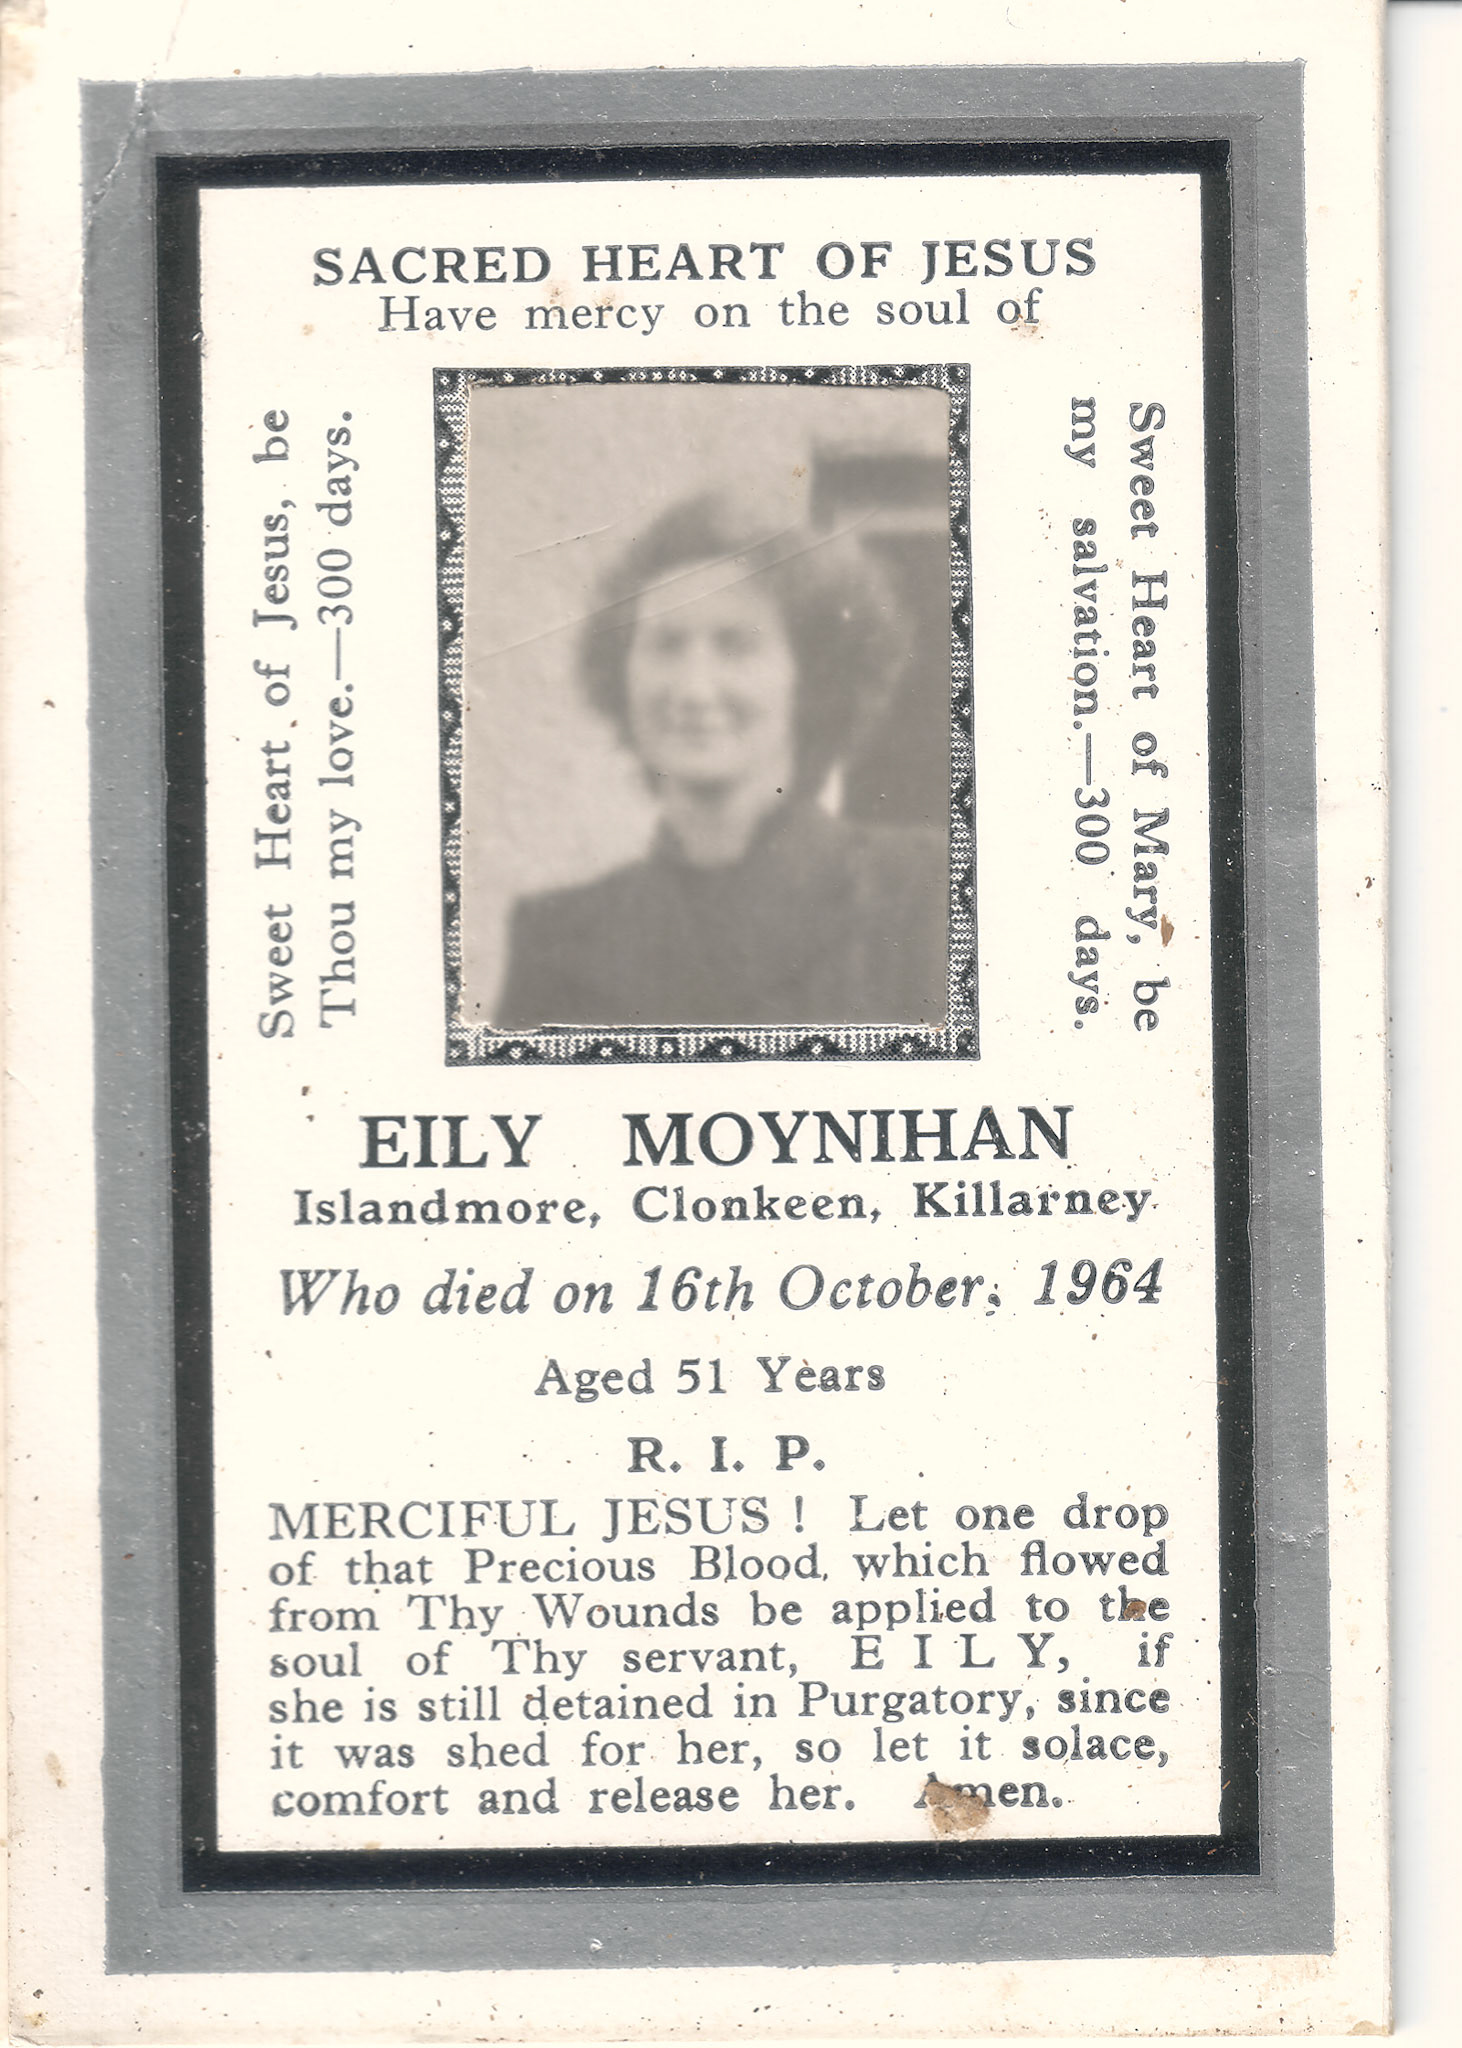 SACRED HEART OF JESUS
Have mercy on the soul of
Sweet Heart of Jesus, be
Thou my love.—300 days.
Sweet Heart of Mary, be
my salvation.—300 days.
EILY MOYNIHAN
Islandmore, Clonkeen, Killarney
Who died on 16th October, 1964
Aged 51 Years
R. I. P.
MERCIFUL JESUS ! Let one drop
of that Precious Blood, which flowed
from Thy Wounds be applied to the
soul of Thy servant, E I L Y, if
she is still detained in Purgatory, since
it was shed for her, so let it solace,
comfort and release her. Amen.